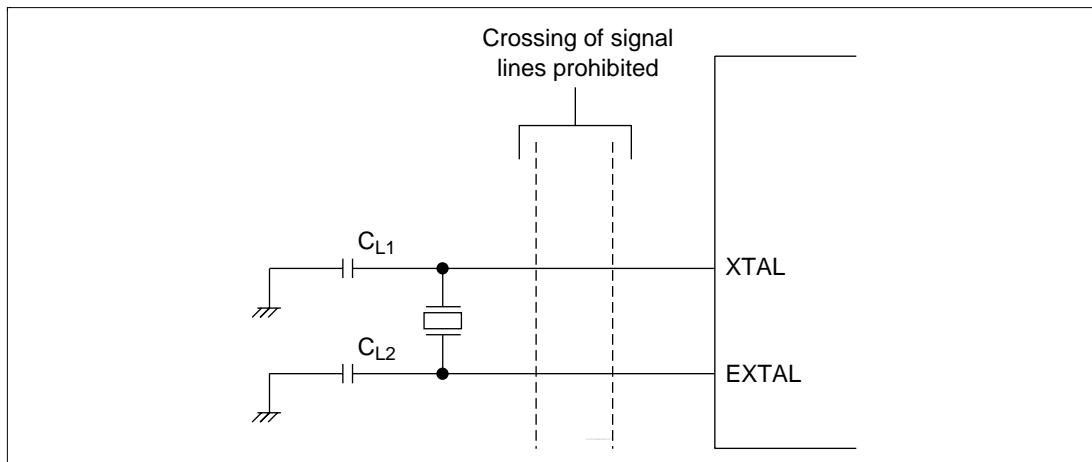 Crossing of signal
lines prohibited
CL1
XTAL
CL2
EXTAL